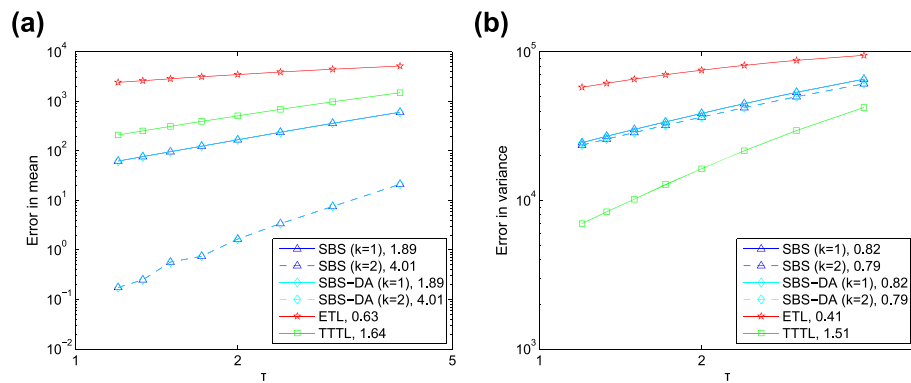 (a)
10^4
10^3
10^2
10^1
10^0
10^−1
10^−2
Error in mean
SBS (k=1), 1.89
SBS (k=2), 4.01
SBS−DA (k=1), 1.89
SBS−DA (k=2), 4.01
ETL, 0.63
TTTL, 1.64
1
2
5
τ
(b)
10^5
10^4
10^3
Error in variance
SBS (k=1), 0.82
SBS (k=2), 0.79
SBS−DA (k=1), 0.82
SBS−DA (k=2), 0.79
ETL, 0.41
TTTL, 1.51
1
2
5
τ